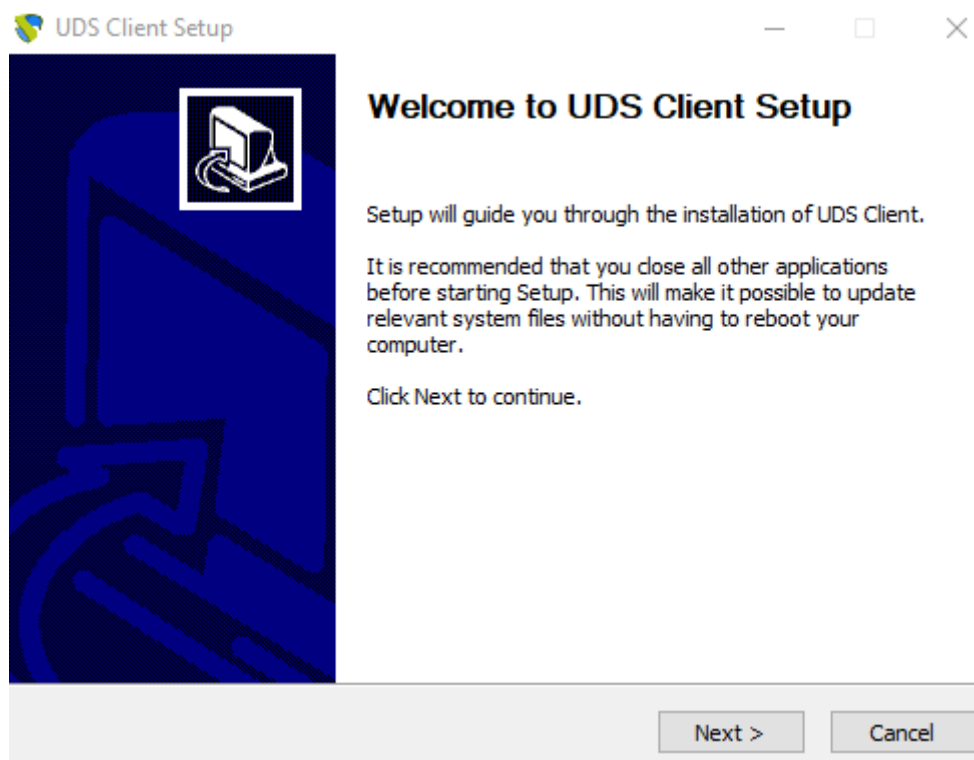 UDS Client Setup
Welcome to UDS Client Setup
Setup will guide you through the installation of UDS Client.
It is recommended that you close all other applications
before starting Setup. This will make it possible to update
relevant system files without having to reboot your
computer.
Click Next to continue.
Next >
Cancel